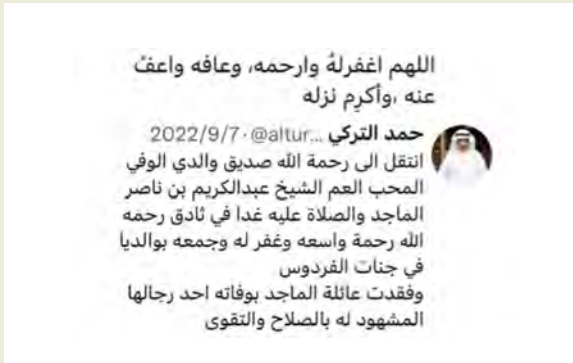 اللهم اغفرلهُ وارحمه، وعافه واعفُ
عنه ،وأكرِم نزله
حمد التركي @altur... · 2022/9/7
انتقل الى رحمة الله صديق والدي الوفي
المحب العم الشيخ عبدالكريم بن ناصر
الماجد والصلاة عليه غدا في ثادق رحمه
الله رحمة واسعه وغفر له وجمعه بوالديا
في جنات الفردوس
وفقدت عائلة الماجد بوفاته احد رجالها
المشهود له بالصلاح والتقوى